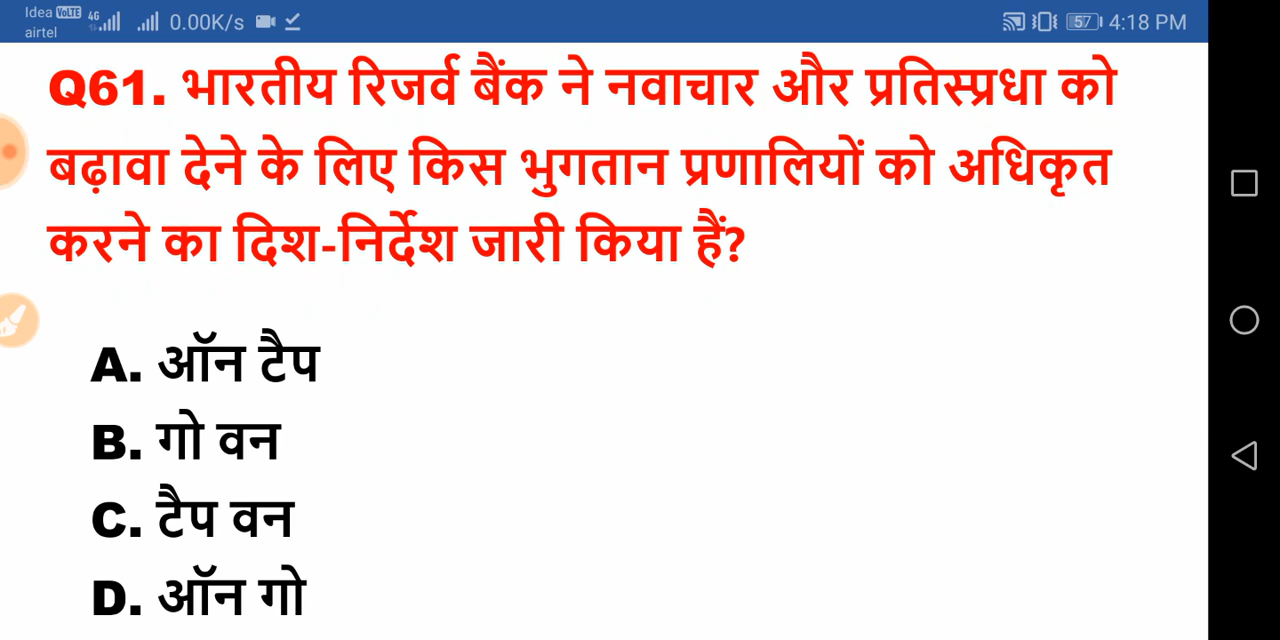 Idea VoLTE 4G 0.00K/s 57 4:18 PM
airtel
Q61. भारतीय रिजर्व बैंक ने नवाचार और प्रतिस्प्रधा को
बढ़ावा देने के लिए किस भुगतान प्रणालियों को अधिकृत
करने का दिश-निर्देश जारी किया हैं?
A. ऑन टैप
B. गो वन
C. टैप वन
D. ऑन गो